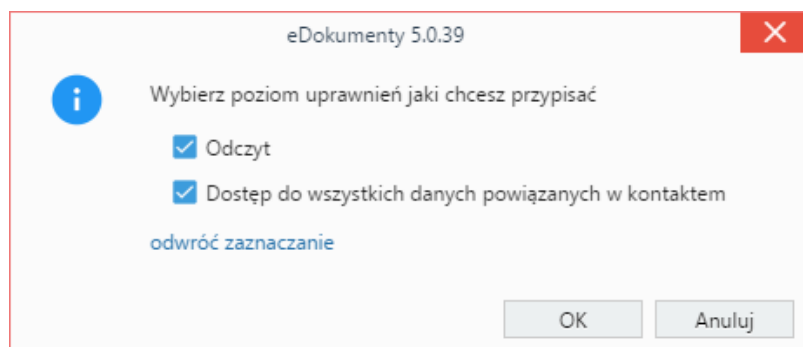 eDokumenty 5.0.39
Wybierz poziom uprawnień jaki chcesz przypisać
Odczyt
Dostęp do wszystkich danych powiązanych w kontaktem
odwróć zaznaczanie
OK Anuluj